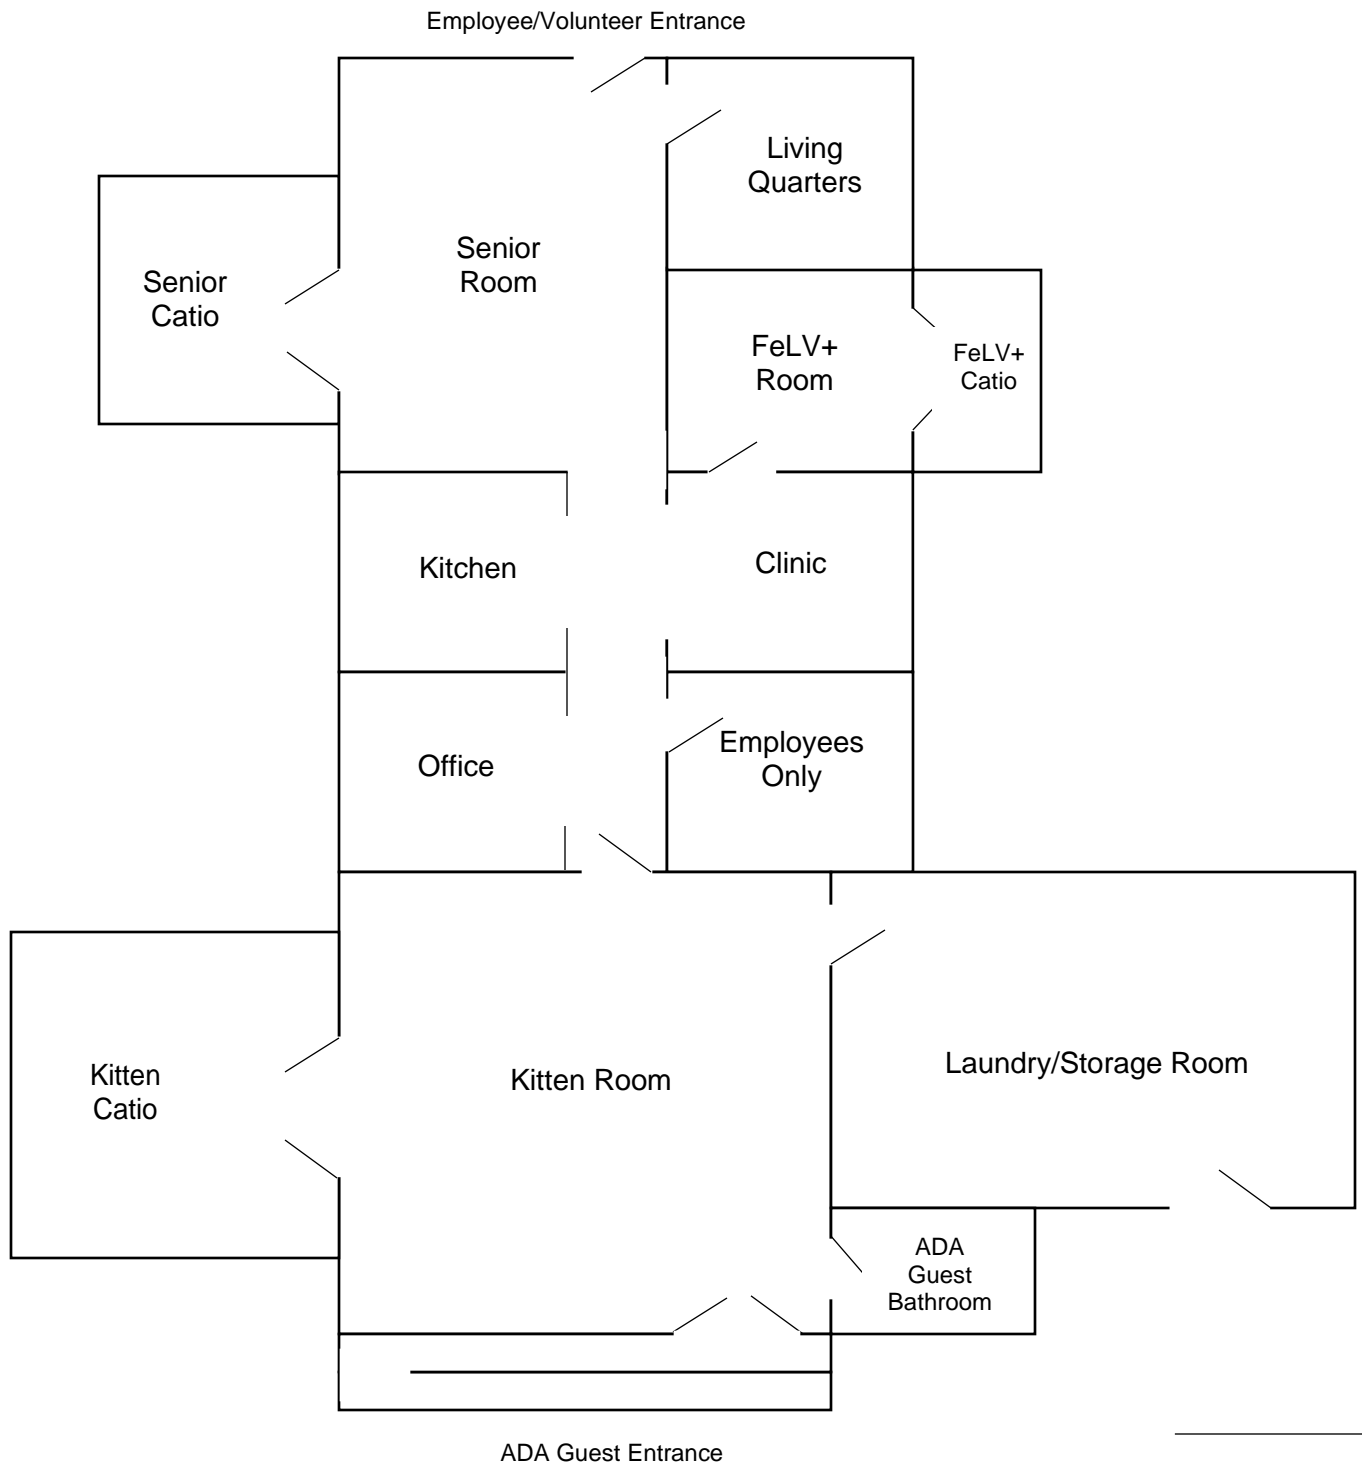 Employee/Volunteer Entrance
Living
Quarters
Senior
Room
Senior
Catio
FeLV+
Room
FeLV+
Catio
Kitchen
Clinic
Office
Employees
Only
Kitten
Catio
Kitten Room
Laundry/Storage Room
ADA
Guest
Bathroom
ADA Guest Entrance